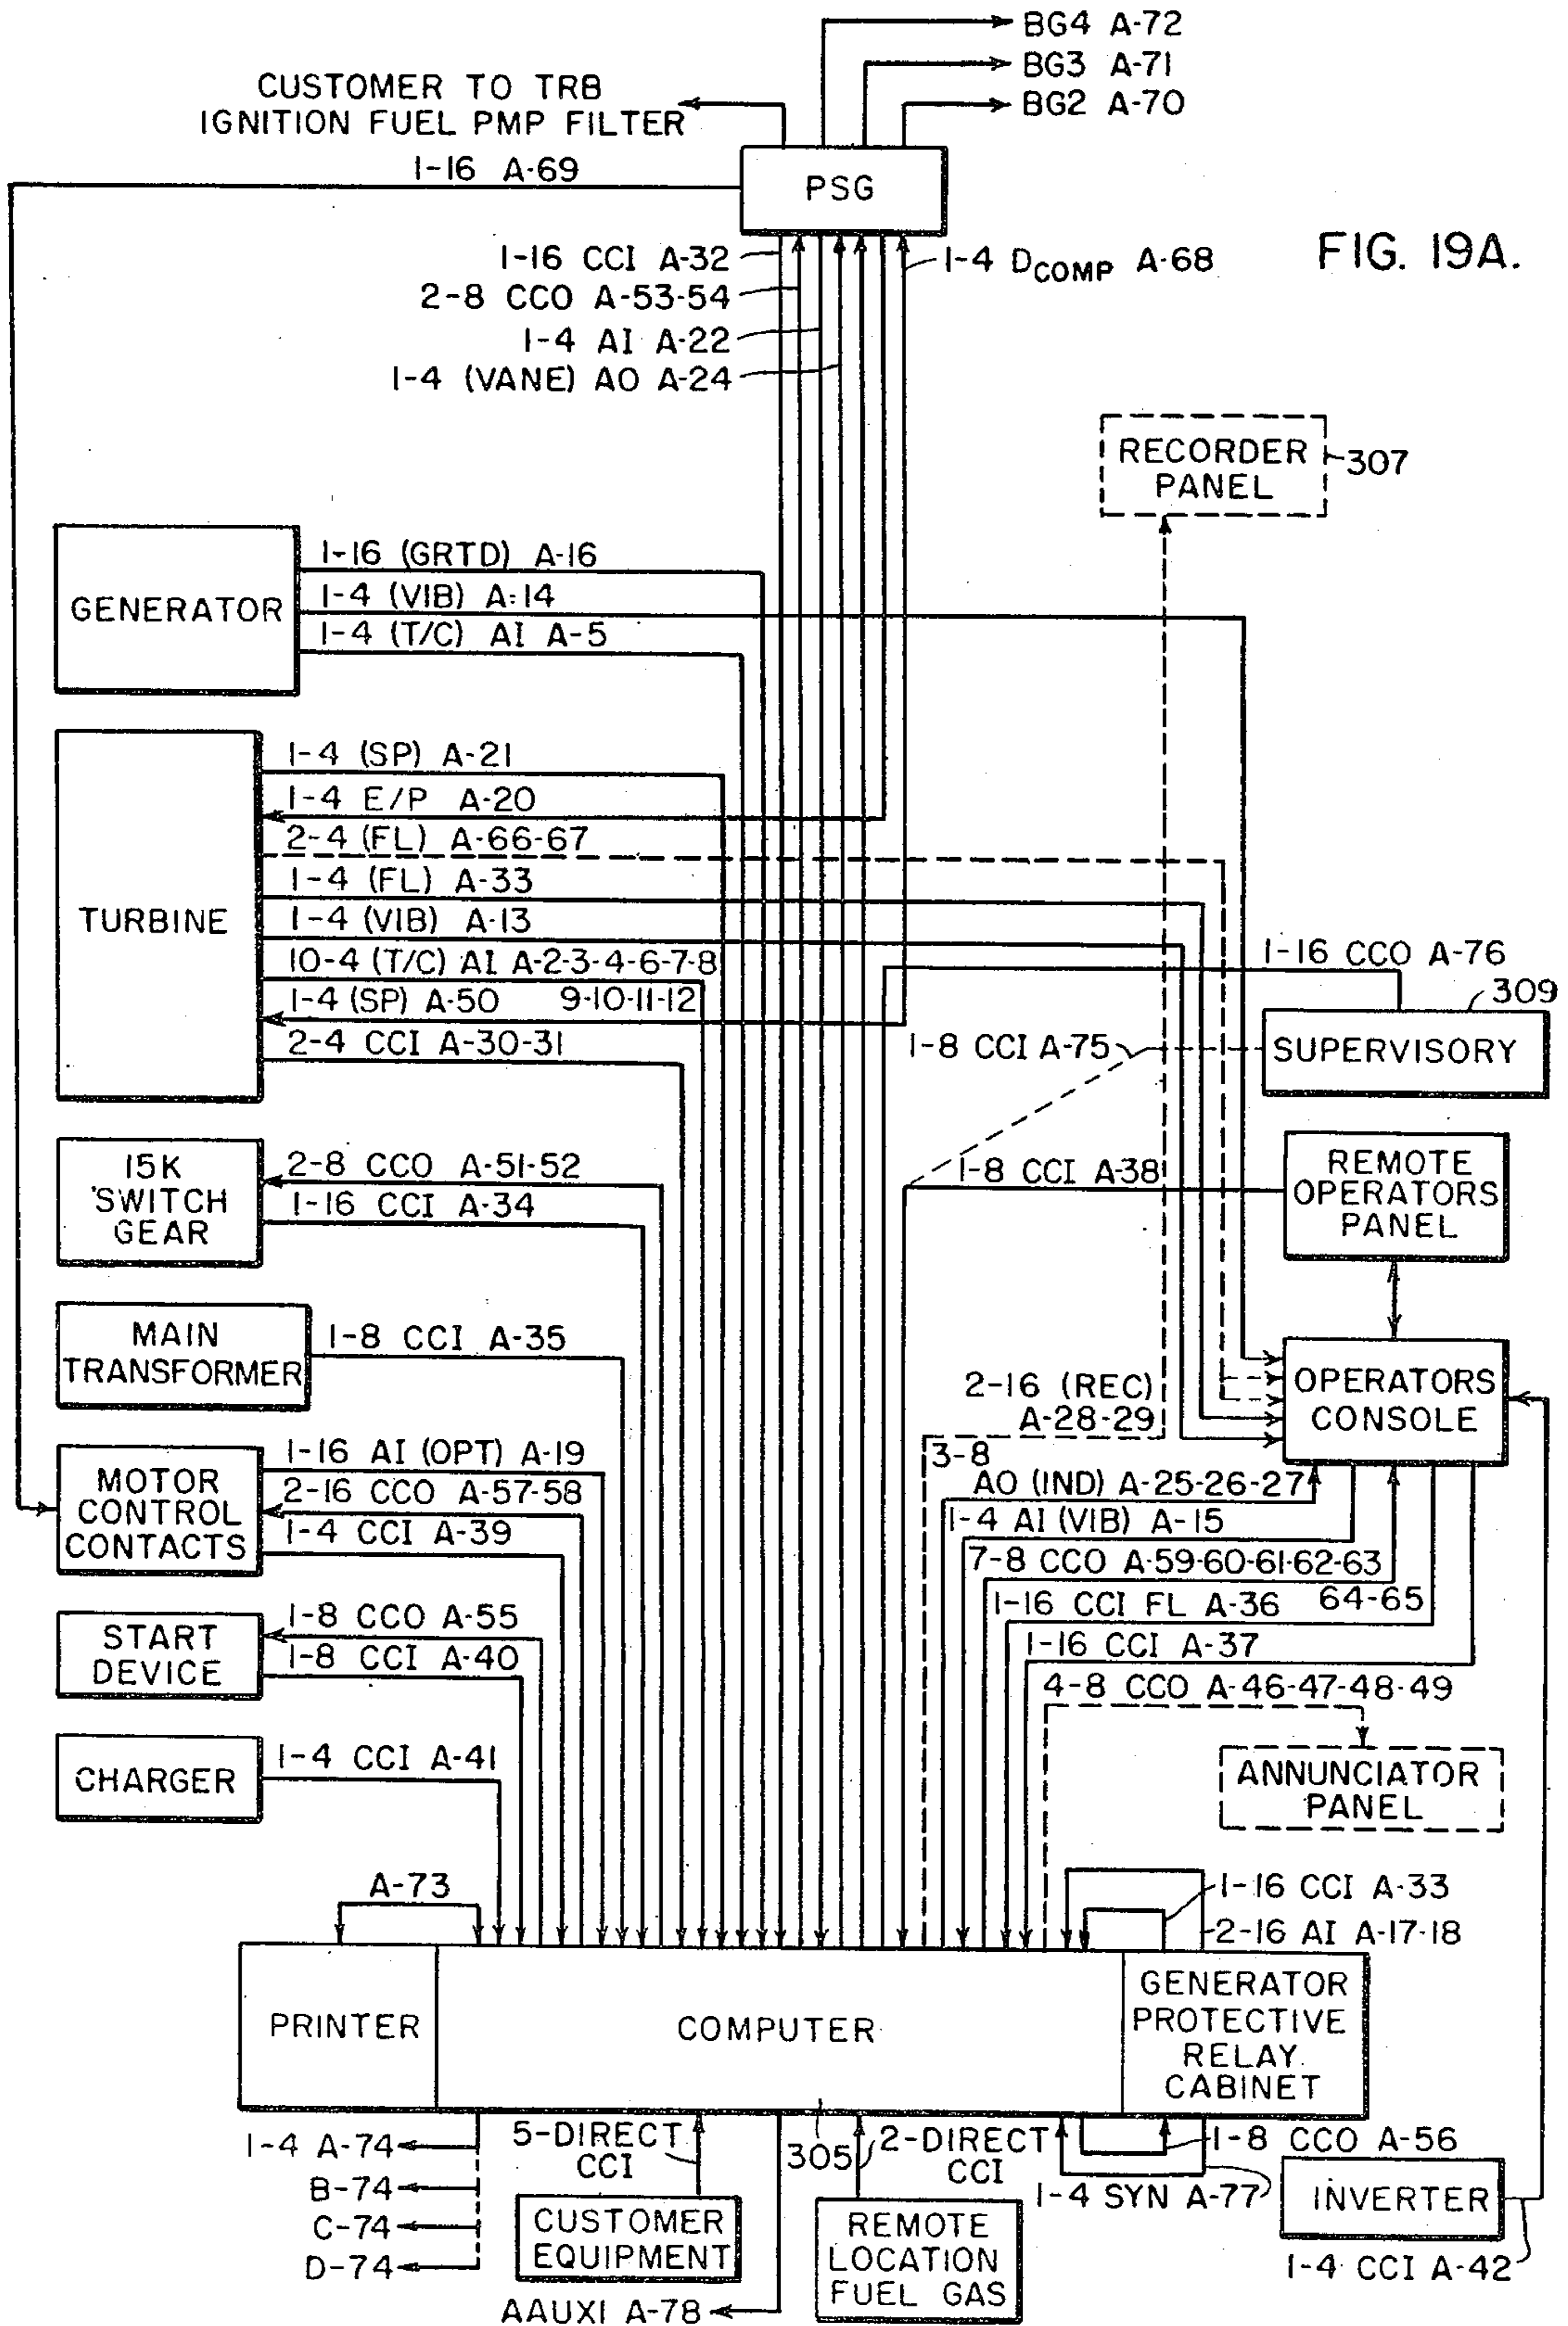 BG4 A-72
BG3 A-71
BG2 A-70
CUSTOMER TO TRB
IGNITION FUEL PMP FILTER
1-16 A-69
PSG
FIG. 19A.
1-16 CCI A-32
2-8 CCO A-53-54
1-4 AI A-22
1-4 (VANE) AO A-24
1-4 DCOMP A-68
RECORDER
PANEL
307
GENERATOR
1-16 (GRTD) A-16
1-4 (VIB) A-14
1-4 (T/C) AI A-5
TURBINE
1-4 (SP) A-21
1-4 E/P A-20
2-4 (FL) A-66-67
1-4 (FL) A-33
1-4 (VIB) A-13
10-4 (T/C) AI A-2-3-4-6-7-8
9-10-11-12
1-4 (SP) A-50
2-4 CCI A-30-31
1-16 CCO A-76
309
SUPERVISORY
1-8 CCI A-75
15K
SWITCH
GEAR
2-8 CCO A-51-52
1-16 CCI A-34
1-8 CCI A-38
REMOTE
OPERATORS
PANEL
MAIN
TRANSFORMER
1-8 CCI A-35
2-16 (REC)
A-28-29
OPERATORS
CONSOLE
MOTOR
CONTROL
CONTACTS
1-16 AI (OPT) A-19
2-16 CCO A-57-58
1-4 CCI A-39
3-8
AO (IND) A-25-26-27
1-4 AI (VIB) A-15
7-8 CCO A-59-60-61-62-63
64-65
1-16 CCI FL A-36
1-16 CCI A-37
4-8 CCO A-46-47-48-49
START
DEVICE
1-8 CCO A-55
1-8 CCI A-40
CHARGER
1-4 CCI A-41
ANNUNCIATOR
PANEL
A-73
1-16 CCI A-33
2-16 AI A-17-18
PRINTER
COMPUTER
GENERATOR
PROTECTIVE
RELAY
CABINET
1-4 A-74
B-74
C-74
D-74
5-DIRECT
CCI
305
2-DIRECT
CCI
1-8 CCO A-56
1-4 SYN A-77
CUSTOMER
EQUIPMENT
REMOTE
LOCATION
FUEL GAS
INVERTER
1-4 CCI A-42
AAUX1 A-78